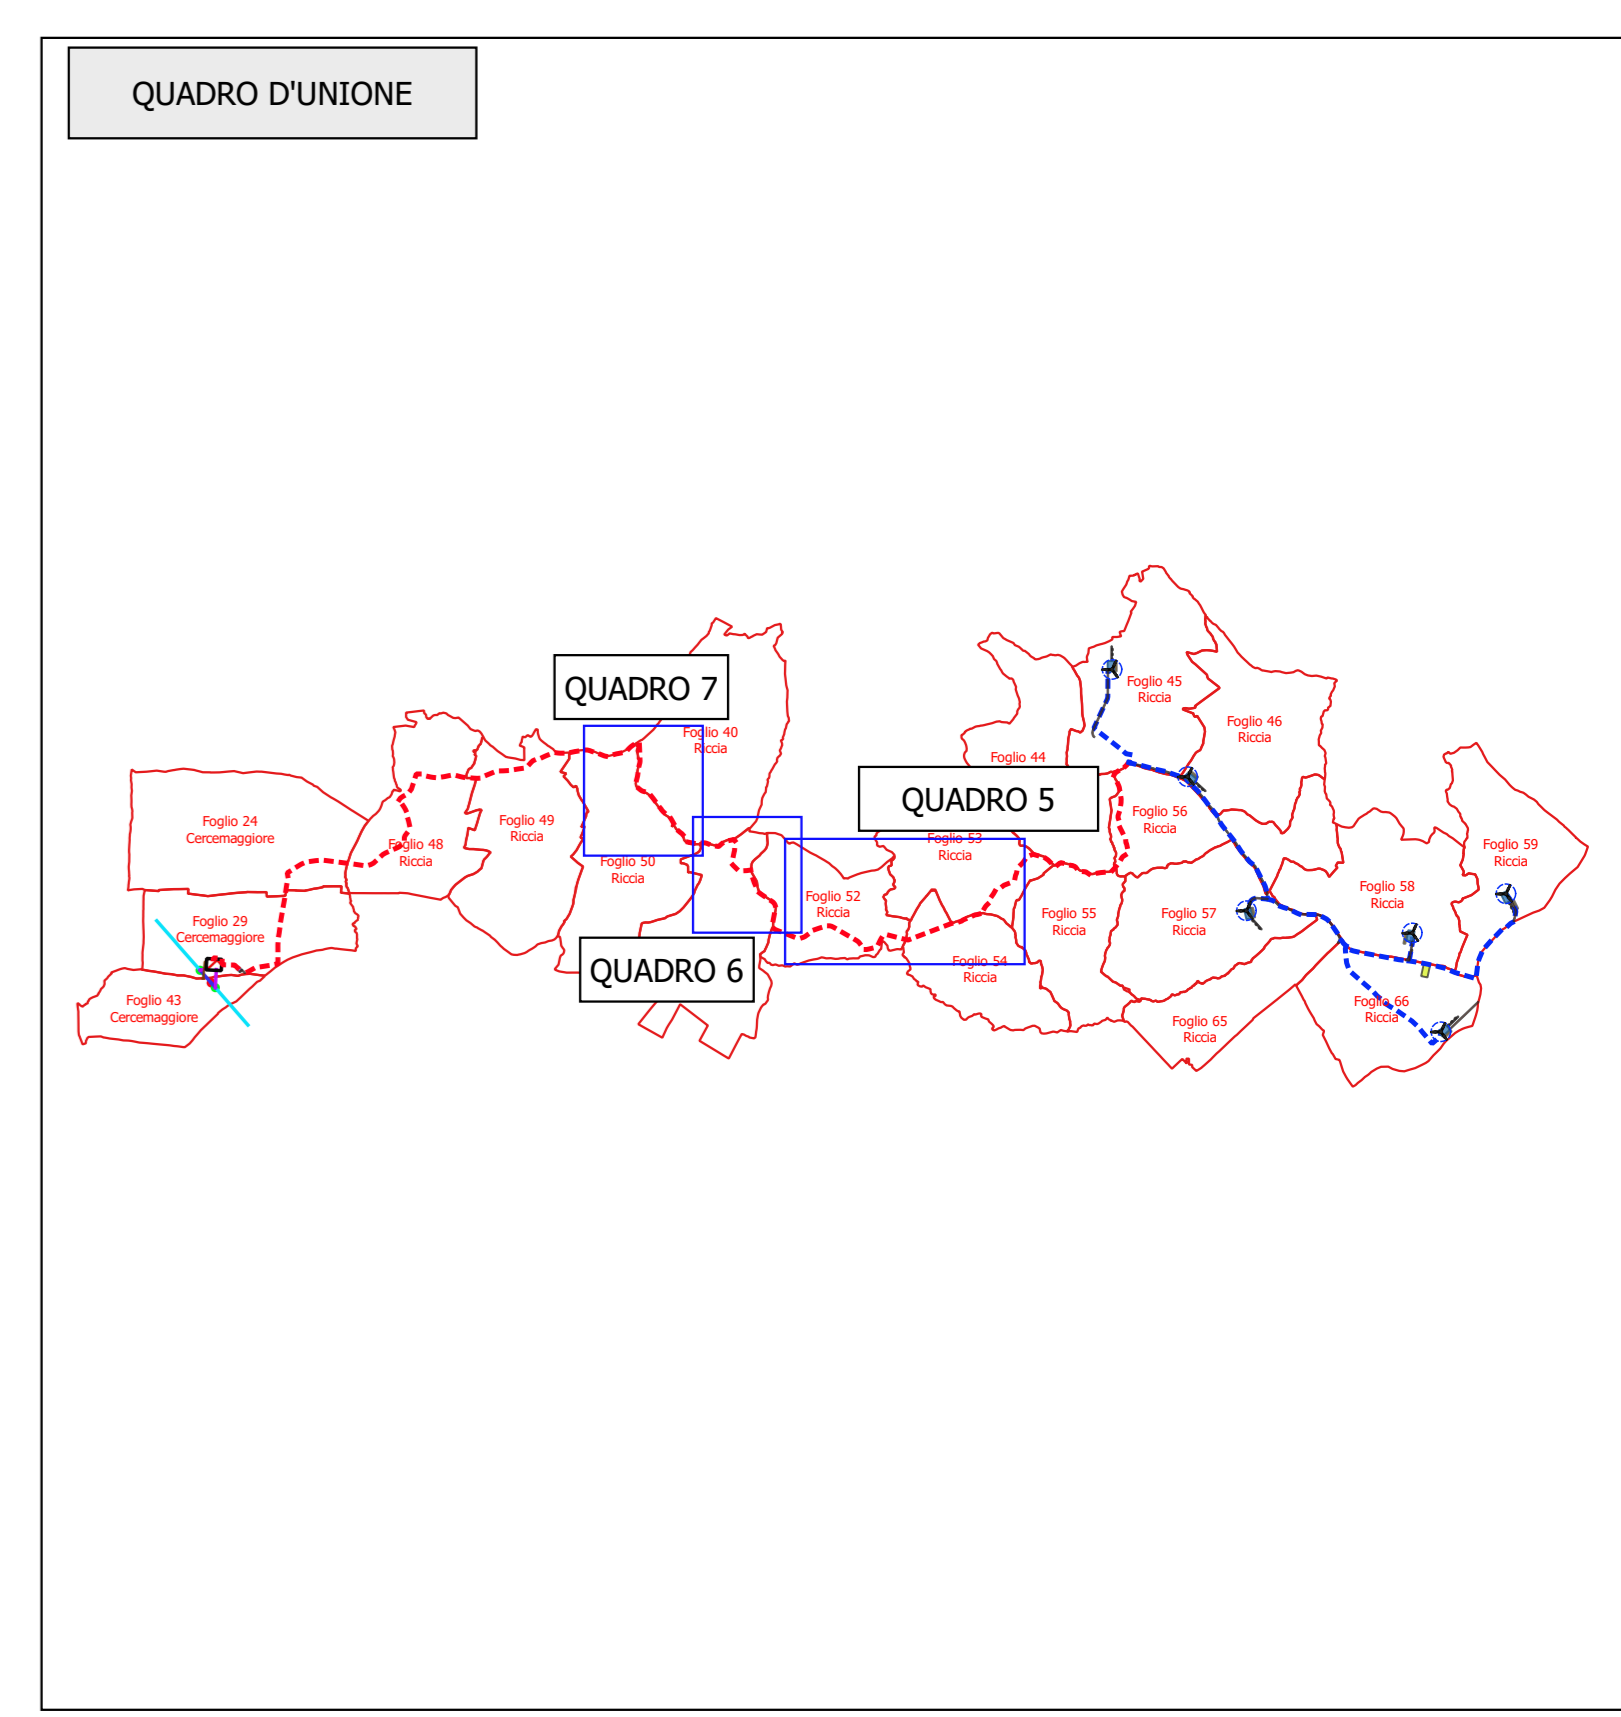 QUADRO D'UNIONE
QUADRO 7
Foglio 45
Riccia
Foglio 46
Riccia
Foglio 40
Riccia
Foglio 44
QUADRO 5
Foglio 24
Cercemaggiore
Foglio 49
Riccia
Foglio 56
Riccia
Foglio 48
Riccia
Foglio 53
Riccia
Foglio 59
Riccia
Foglio 50
Riccia
Foglio 52
Riccia
Foglio 58
Riccia
Foglio 55
Riccia
Foglio 57
Riccia
Foglio 29
Cercemaggiore
QUADRO 6
Foglio 54
Riccia
Foglio 43
Cercemaggiore
Foglio 66
Riccia
Foglio 65
Riccia